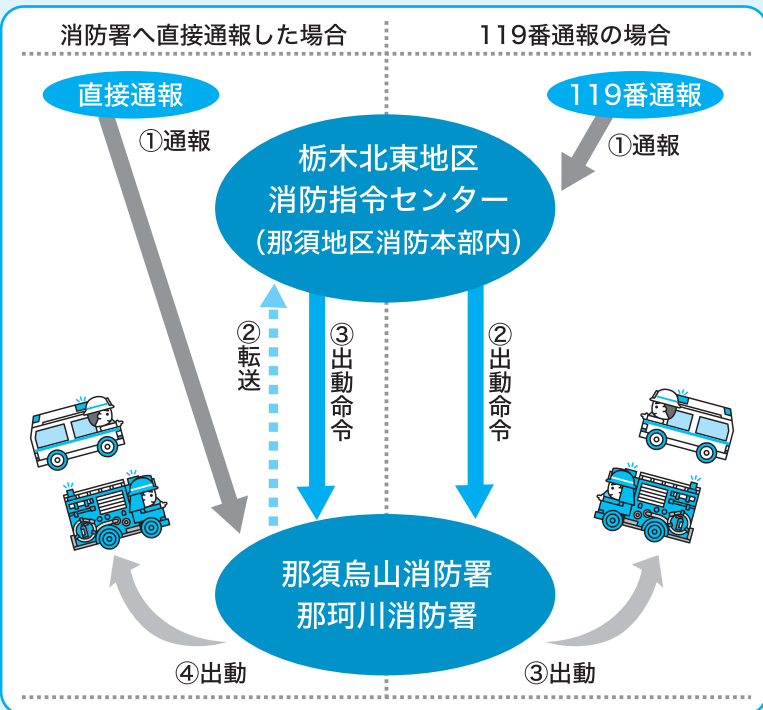 消防署へ直接通報した場合
119番通報の場合
直接通報
119番通報
①通報
①通報
栃木北東地区
消防指令センター
（那須地区消防本部内）
②転送
③出動命令
②出動命令
那須烏山消防署
那珂川消防署
④出動
③出動